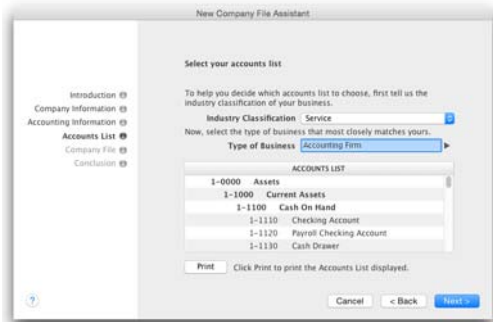 New Company File Assistant
Select your accounts list
Introduction
Company Information
Accounting Information
Accounts List
Company File
Conclusion
To help you decide which accounts list to choose, first tell us the
industry classification of your business.
Industry Classification Service
Now, select the type of business that most closely matches yours.
Type of Business Accounting Firm
ACCOUNTS LIST
1-0000 Assets
1-1000 Current Assets
1-1100 Cash On Hand
1-1110 Checking Account
1-1120 Payroll Checking Account
1-1130 Cash Drawer
Print Click Print to print the Accounts List displayed.
? Cancel < Back Next >